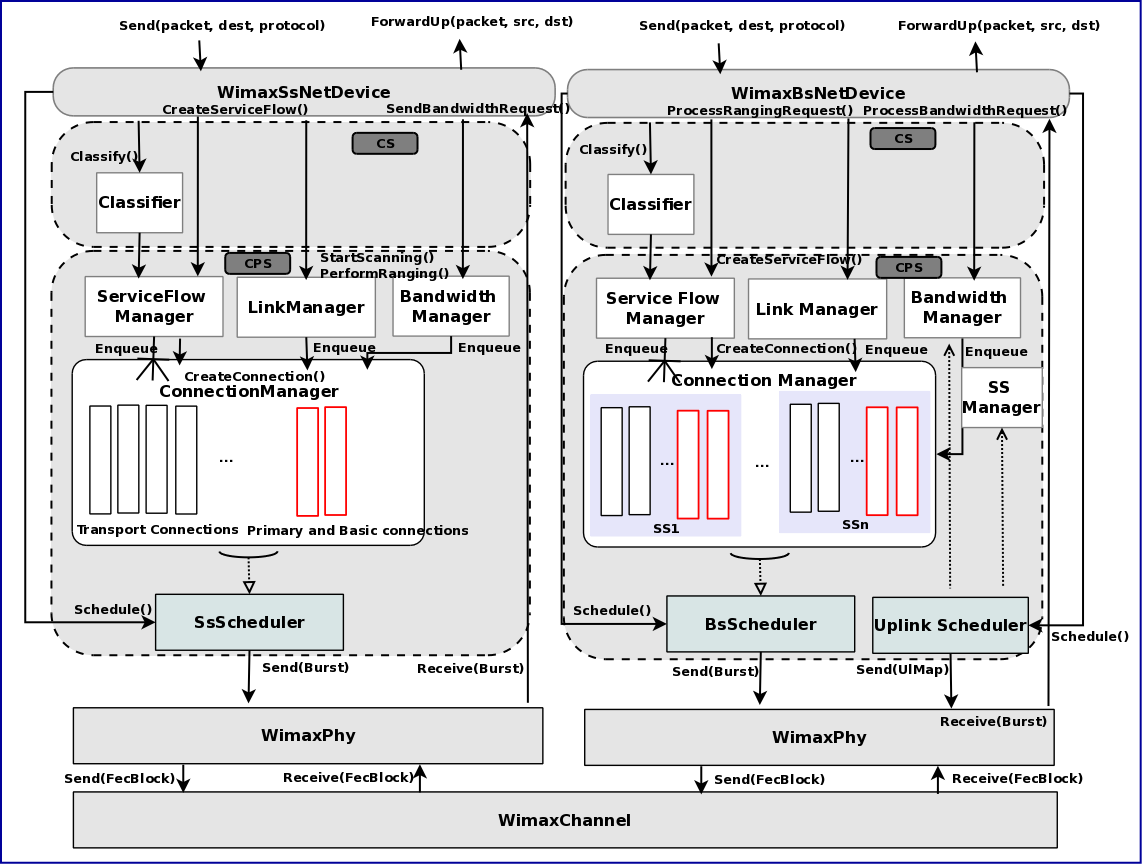 Send(packet, dest, protocol)
ForwardUp(packet, src, dst)
WimaxSsNetDevice
CreateServiceFlow()
SendBandwidthRequest()
CS
Classify()
Classifier
CPS
StartScanning()
PerformRanging()
ServiceFlow
Manager
LinkManager
Bandwidth
Manager
Enqueue
Enqueue
Enqueue
CreateConnection()
ConnectionManager
...
Transport Connections
Primary and Basic connections
Schedule()
SsScheduler
Send(Burst)
Receive(Burst)
WimaxPhy
Send(FecBlock)
Receive(FecBlock)
Send(packet, dest, protocol)
ForwardUp(packet, src, dst)
WimaxBsNetDevice
ProcessRangingRequest()
ProcessBandwidthRequest()
CS
Classify()
Classifier
CreateServiceFlow()
CPS
Service Flow
Manager
Link Manager
Bandwidth
Manager
Enqueue
CreateConnection()
Enqueue
Enqueue
Connection Manager
SS
Manager
...
...
...
SS1
SSn
Schedule()
BsScheduler
Uplink Scheduler
Schedule()
Send(Burst)
Send(UlMap)
Receive(Burst)
WimaxPhy
Send(FecBlock)
Receive(FecBlock)
WimaxChannel